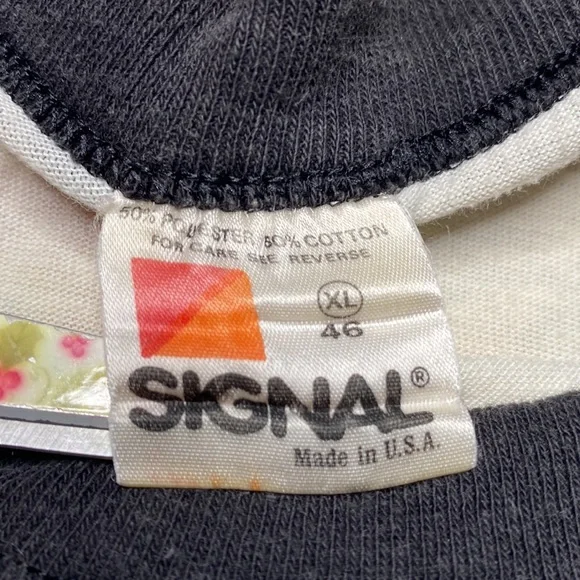 50% POLYESTER 50% COTTON
FOR CARE SEE REVERSE
XL
46
SIGNAL®
Made in U.S.A.